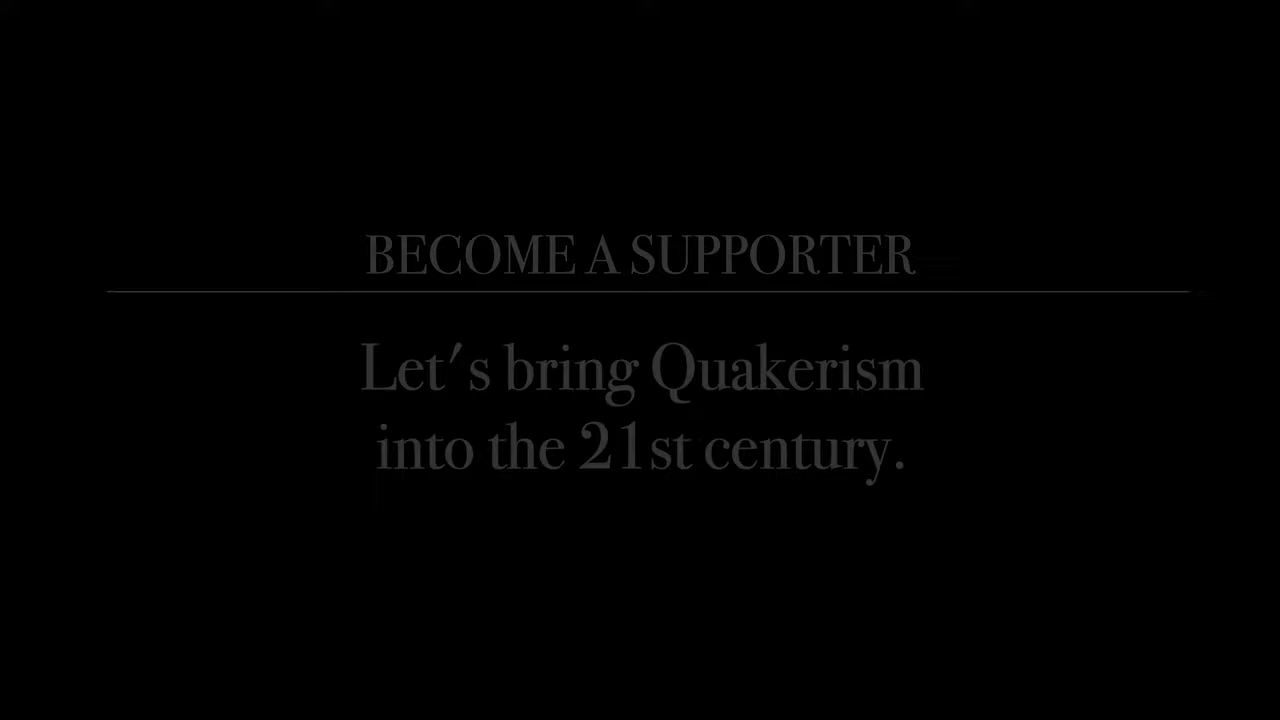 BECOME A SUPPORTER
Let's bring Quakerism
into the 21st century.